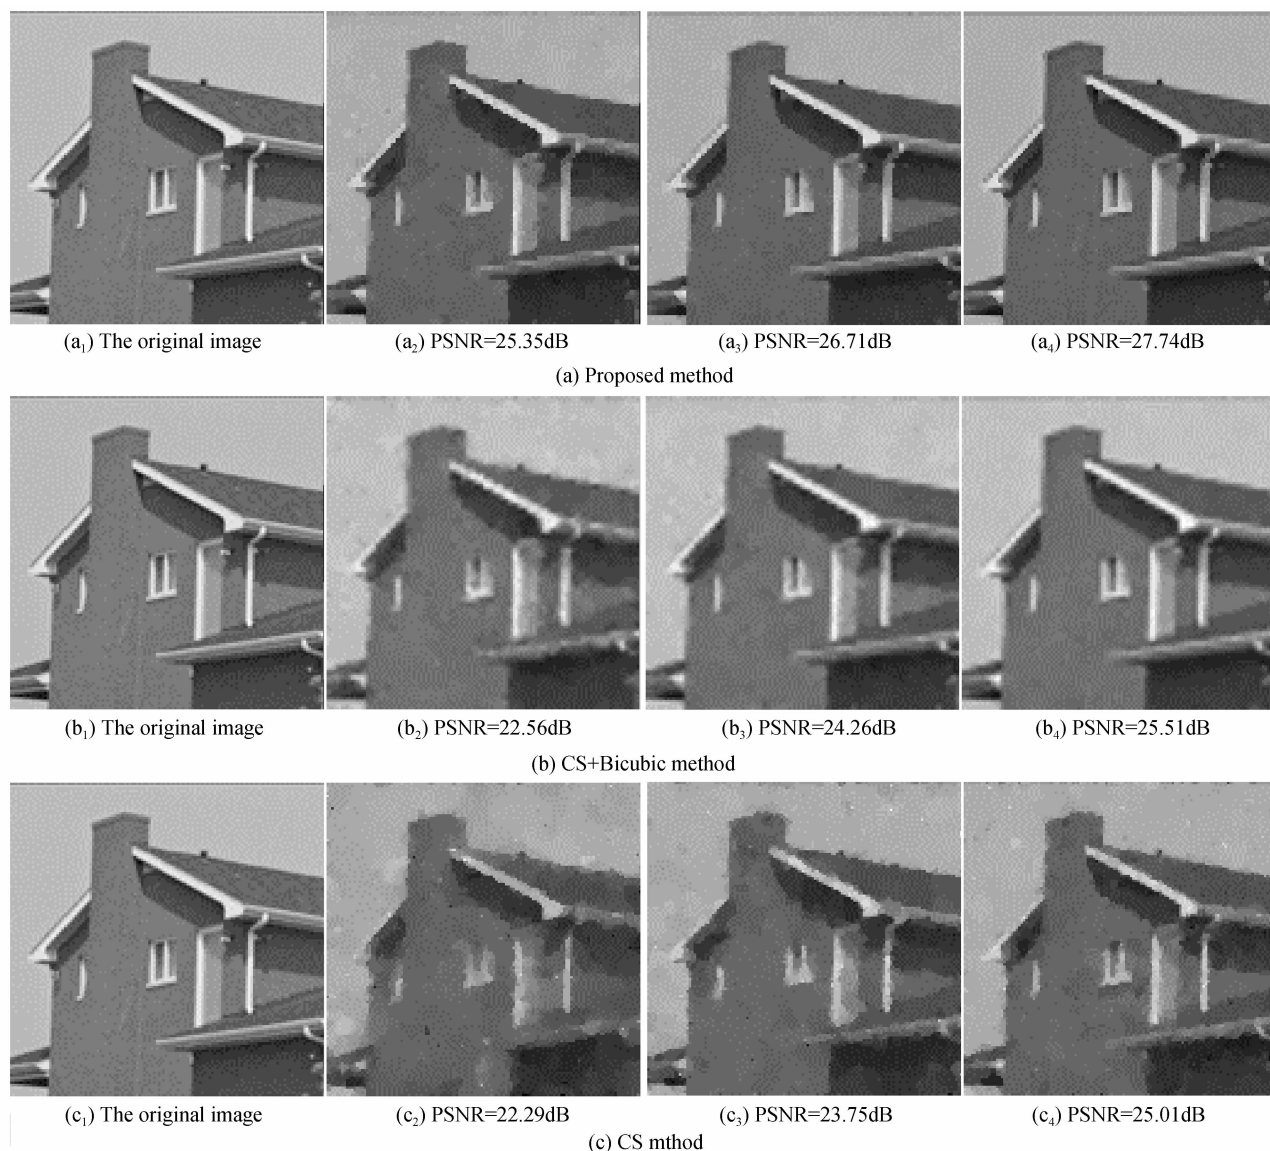 (a₁) The original image
(a₂) PSNR=25.35dB
(a₃) PSNR=26.71dB
(a₄) PSNR=27.74dB
(a) Proposed method
(b₁) The original image
(b₂) PSNR=22.56dB
(b₃) PSNR=24.26dB
(b₄) PSNR=25.51dB
(b) CS+Bicubic method
(c₁) The original image
(c₂) PSNR=22.29dB
(c₃) PSNR=23.75dB
(c₄) PSNR=25.01dB
(c) CS mthod